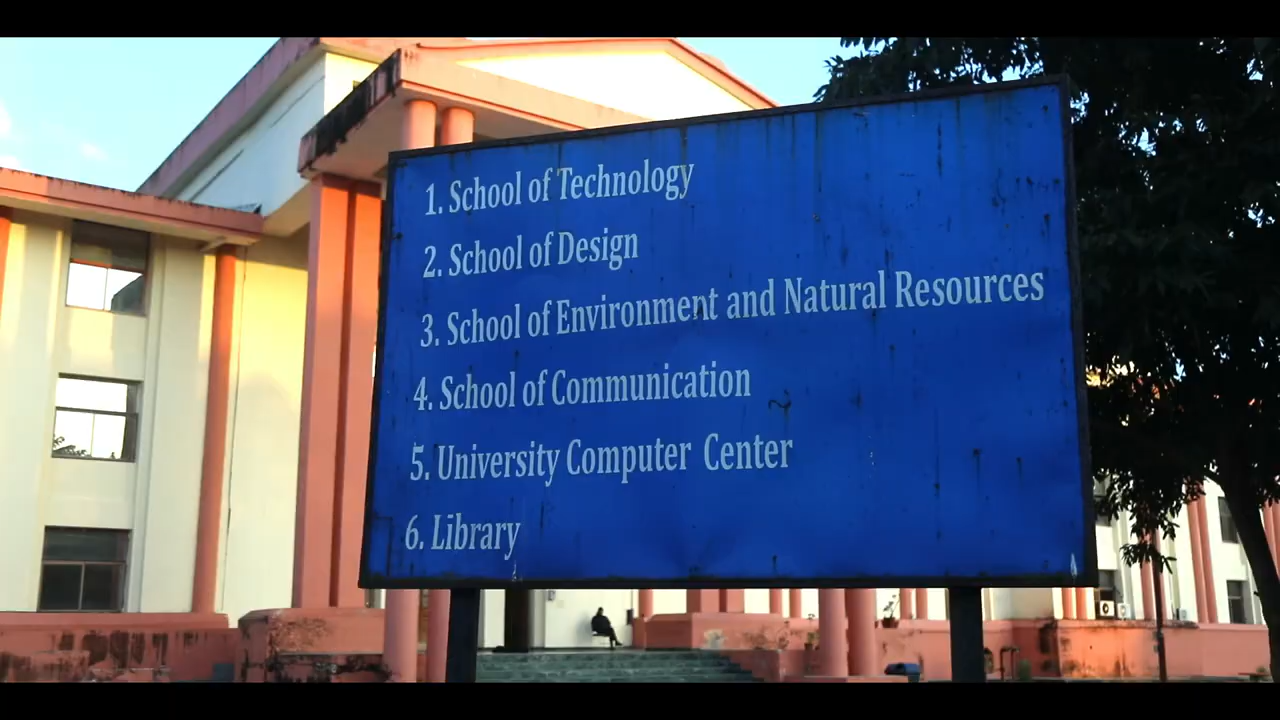 1. School of Technology
2. School of Design
3. School of Environment and Natural Resources
4. School of Communication
5. University Computer Center
6. Library